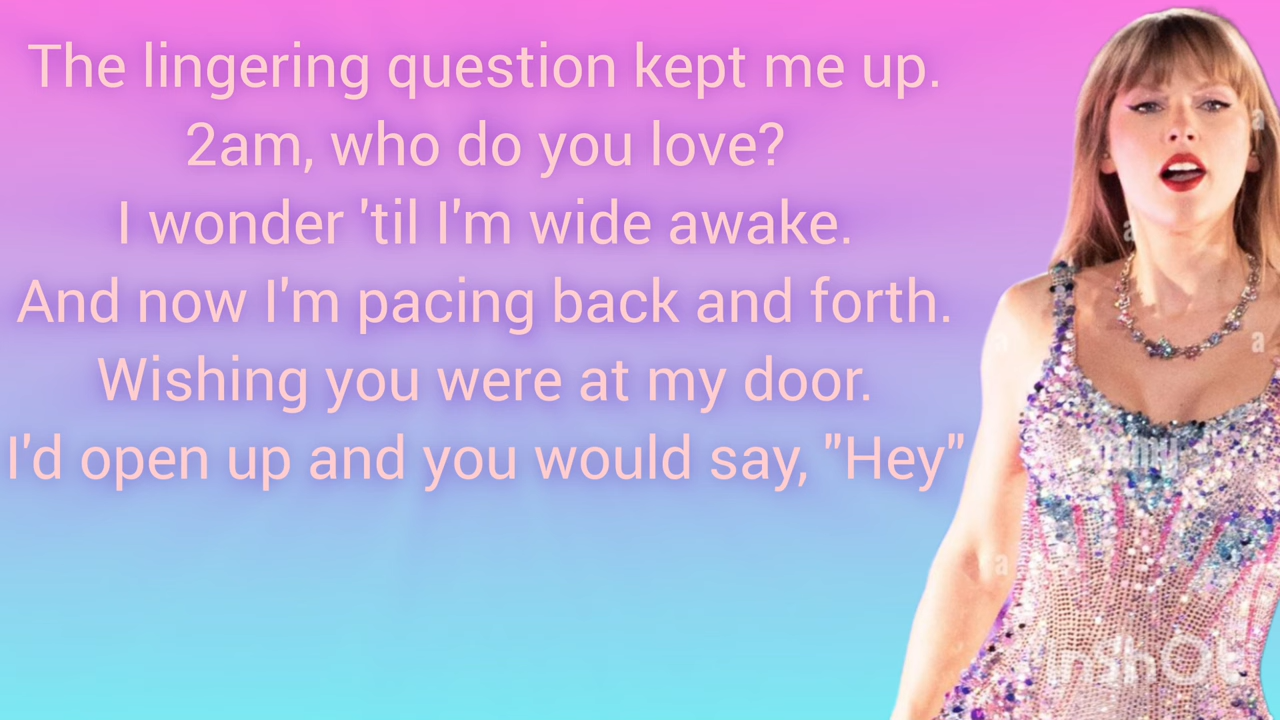 The lingering question kept me up.
2am, who do you love?
I wonder 'til I'm wide awake.
And now I'm pacing back and forth.
Wishing you were at my door.
I'd open up and you would say, "Hey"
InShOt
a
a
a
a
a